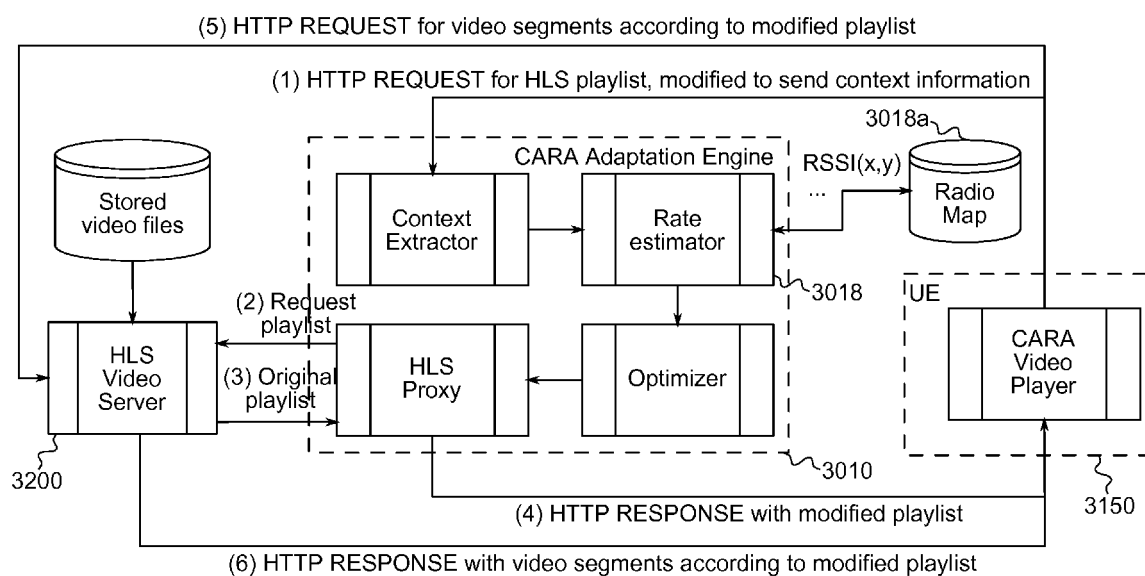 (5) HTTP REQUEST for video segments according to modified playlist
(1) HTTP REQUEST for HLS playlist, modified to send context information
3018a
CARA Adaptation Engine
RSSI(x,y)
...
Stored
video files
Context
Extractor
Rate
estimator
Radio
Map
3018
UE
(2) Request
playlist
HLS
Video
Server
(3) Original
playlist
HLS
Proxy
Optimizer
CARA
Video
Player
3200
3010
3150
(4) HTTP RESPONSE with modified playlist
(6) HTTP RESPONSE with video segments according to modified playlist